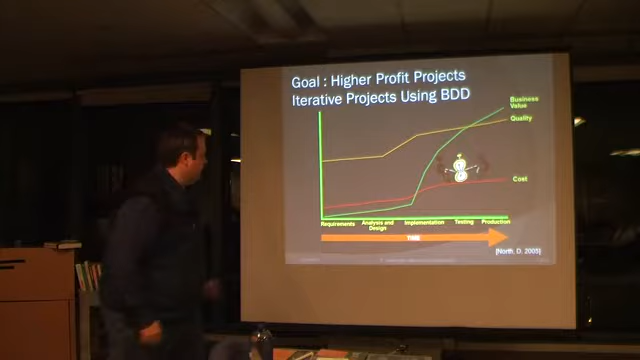 Goal : Higher Profit Projects
Iterative Projects Using BDD
Business
Value
Quality
Cost
Requirements
Analysis and
Design
Implementation
Testing
Production
TIME
[North, D. 2005]